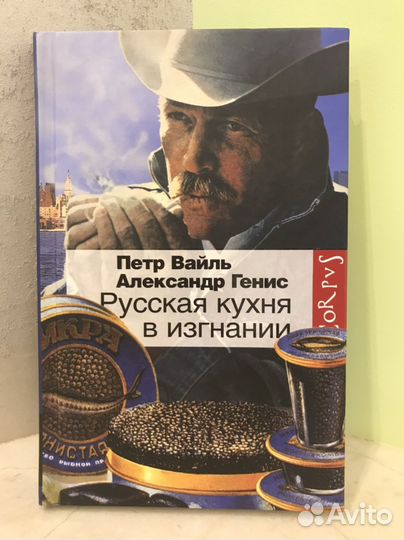 Петр Вайль
Александр Генис
Русская кухня
в изгнании
CORPVS
ИКРА
Avito